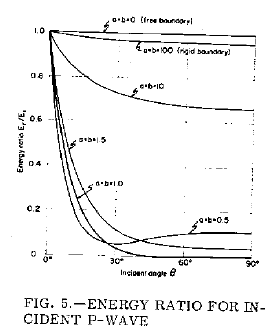 a=b=0 (free boundary)
1.0
a=b=100 (rigid boundary)
0.8
a=b=10
0.6
Energy ratio Er/Es
a=b=1.5
0.4
a=b=1.0
a=b=0.5
0.2
0
0°
30°
60°
90°
Incident angle θ
FIG. 5.—ENERGY RATIO FOR IN-
CIDENT P-WAVE